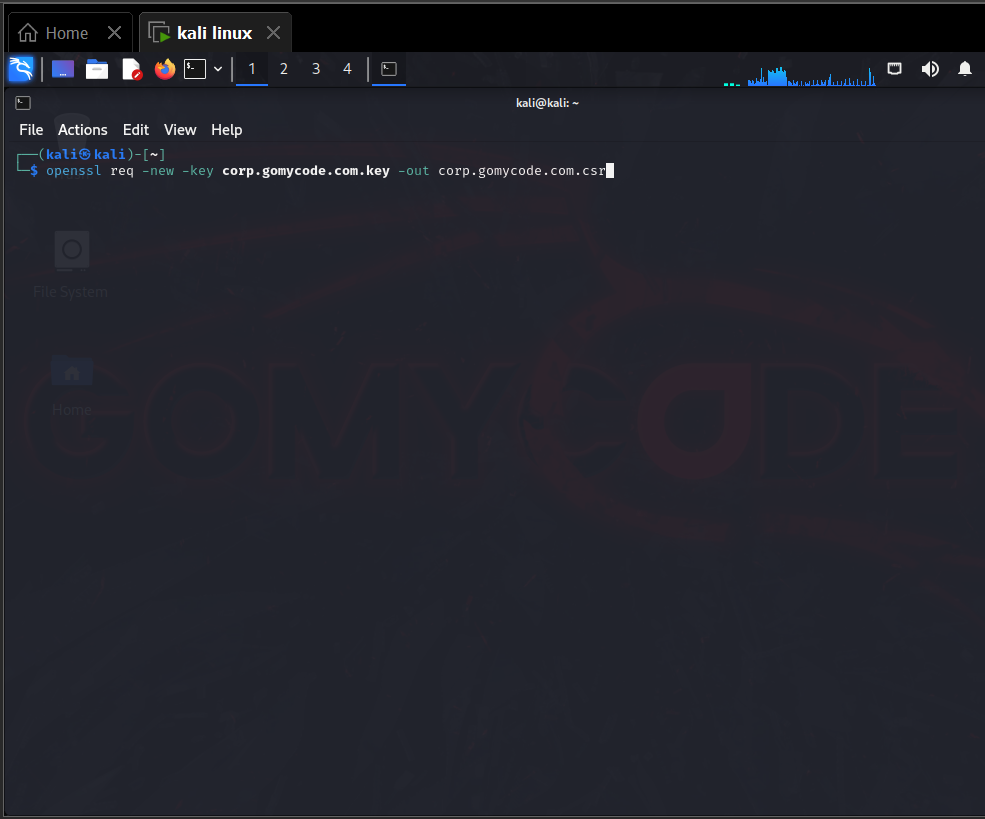 Home
kali linux
1 2 3 4
kali@kali: ~
File Actions Edit View Help
┌──(kali㉿kali)-[~]
└─$ openssl req -new -key corp.gomycode.com.key -out corp.gomycode.com.csr
File System
Home
GOMYCODE